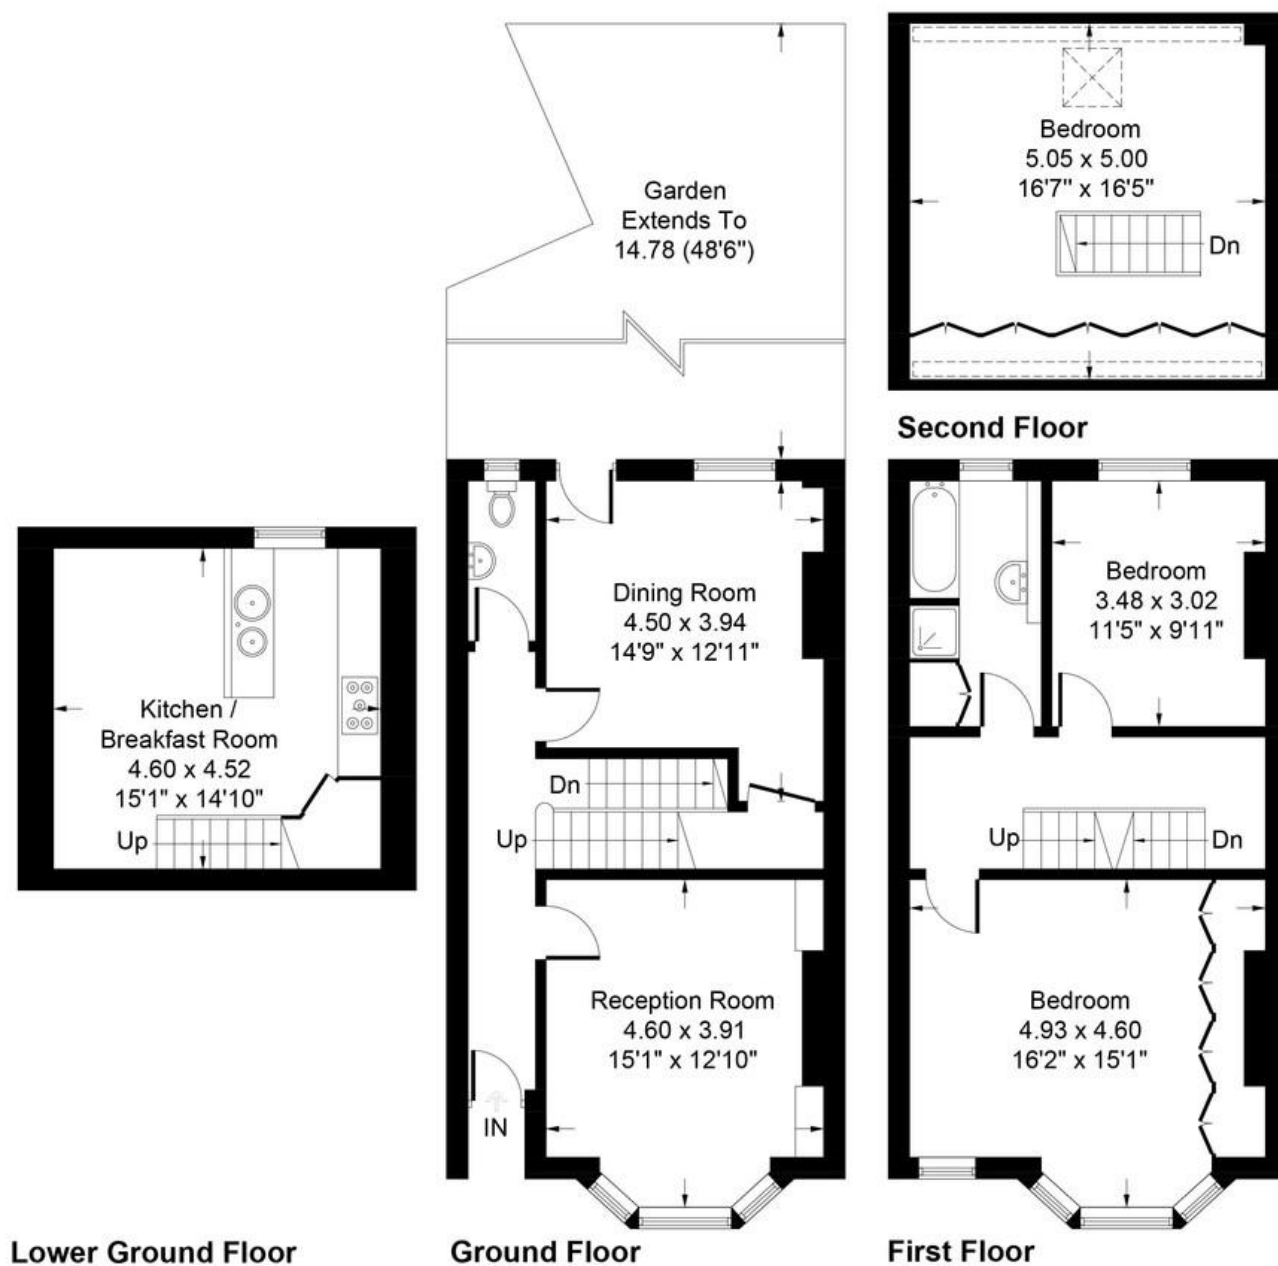 Garden
Extends To
14.78 (48'6")
Bedroom
5.05 x 5.00
16'7" x 16'5"
Dn
Second Floor
Kitchen /
Breakfast Room
4.60 x 4.52
15'1" x 14'10"
Up
Lower Ground Floor
Dining Room
4.50 x 3.94
14'9" x 12'11"
Dn
Up
Reception Room
4.60 x 3.91
15'1" x 12'10"
IN
Ground Floor
Bedroom
3.48 x 3.02
11'5" x 9'11"
Up
Dn
Bedroom
4.93 x 4.60
16'2" x 15'1"
First Floor